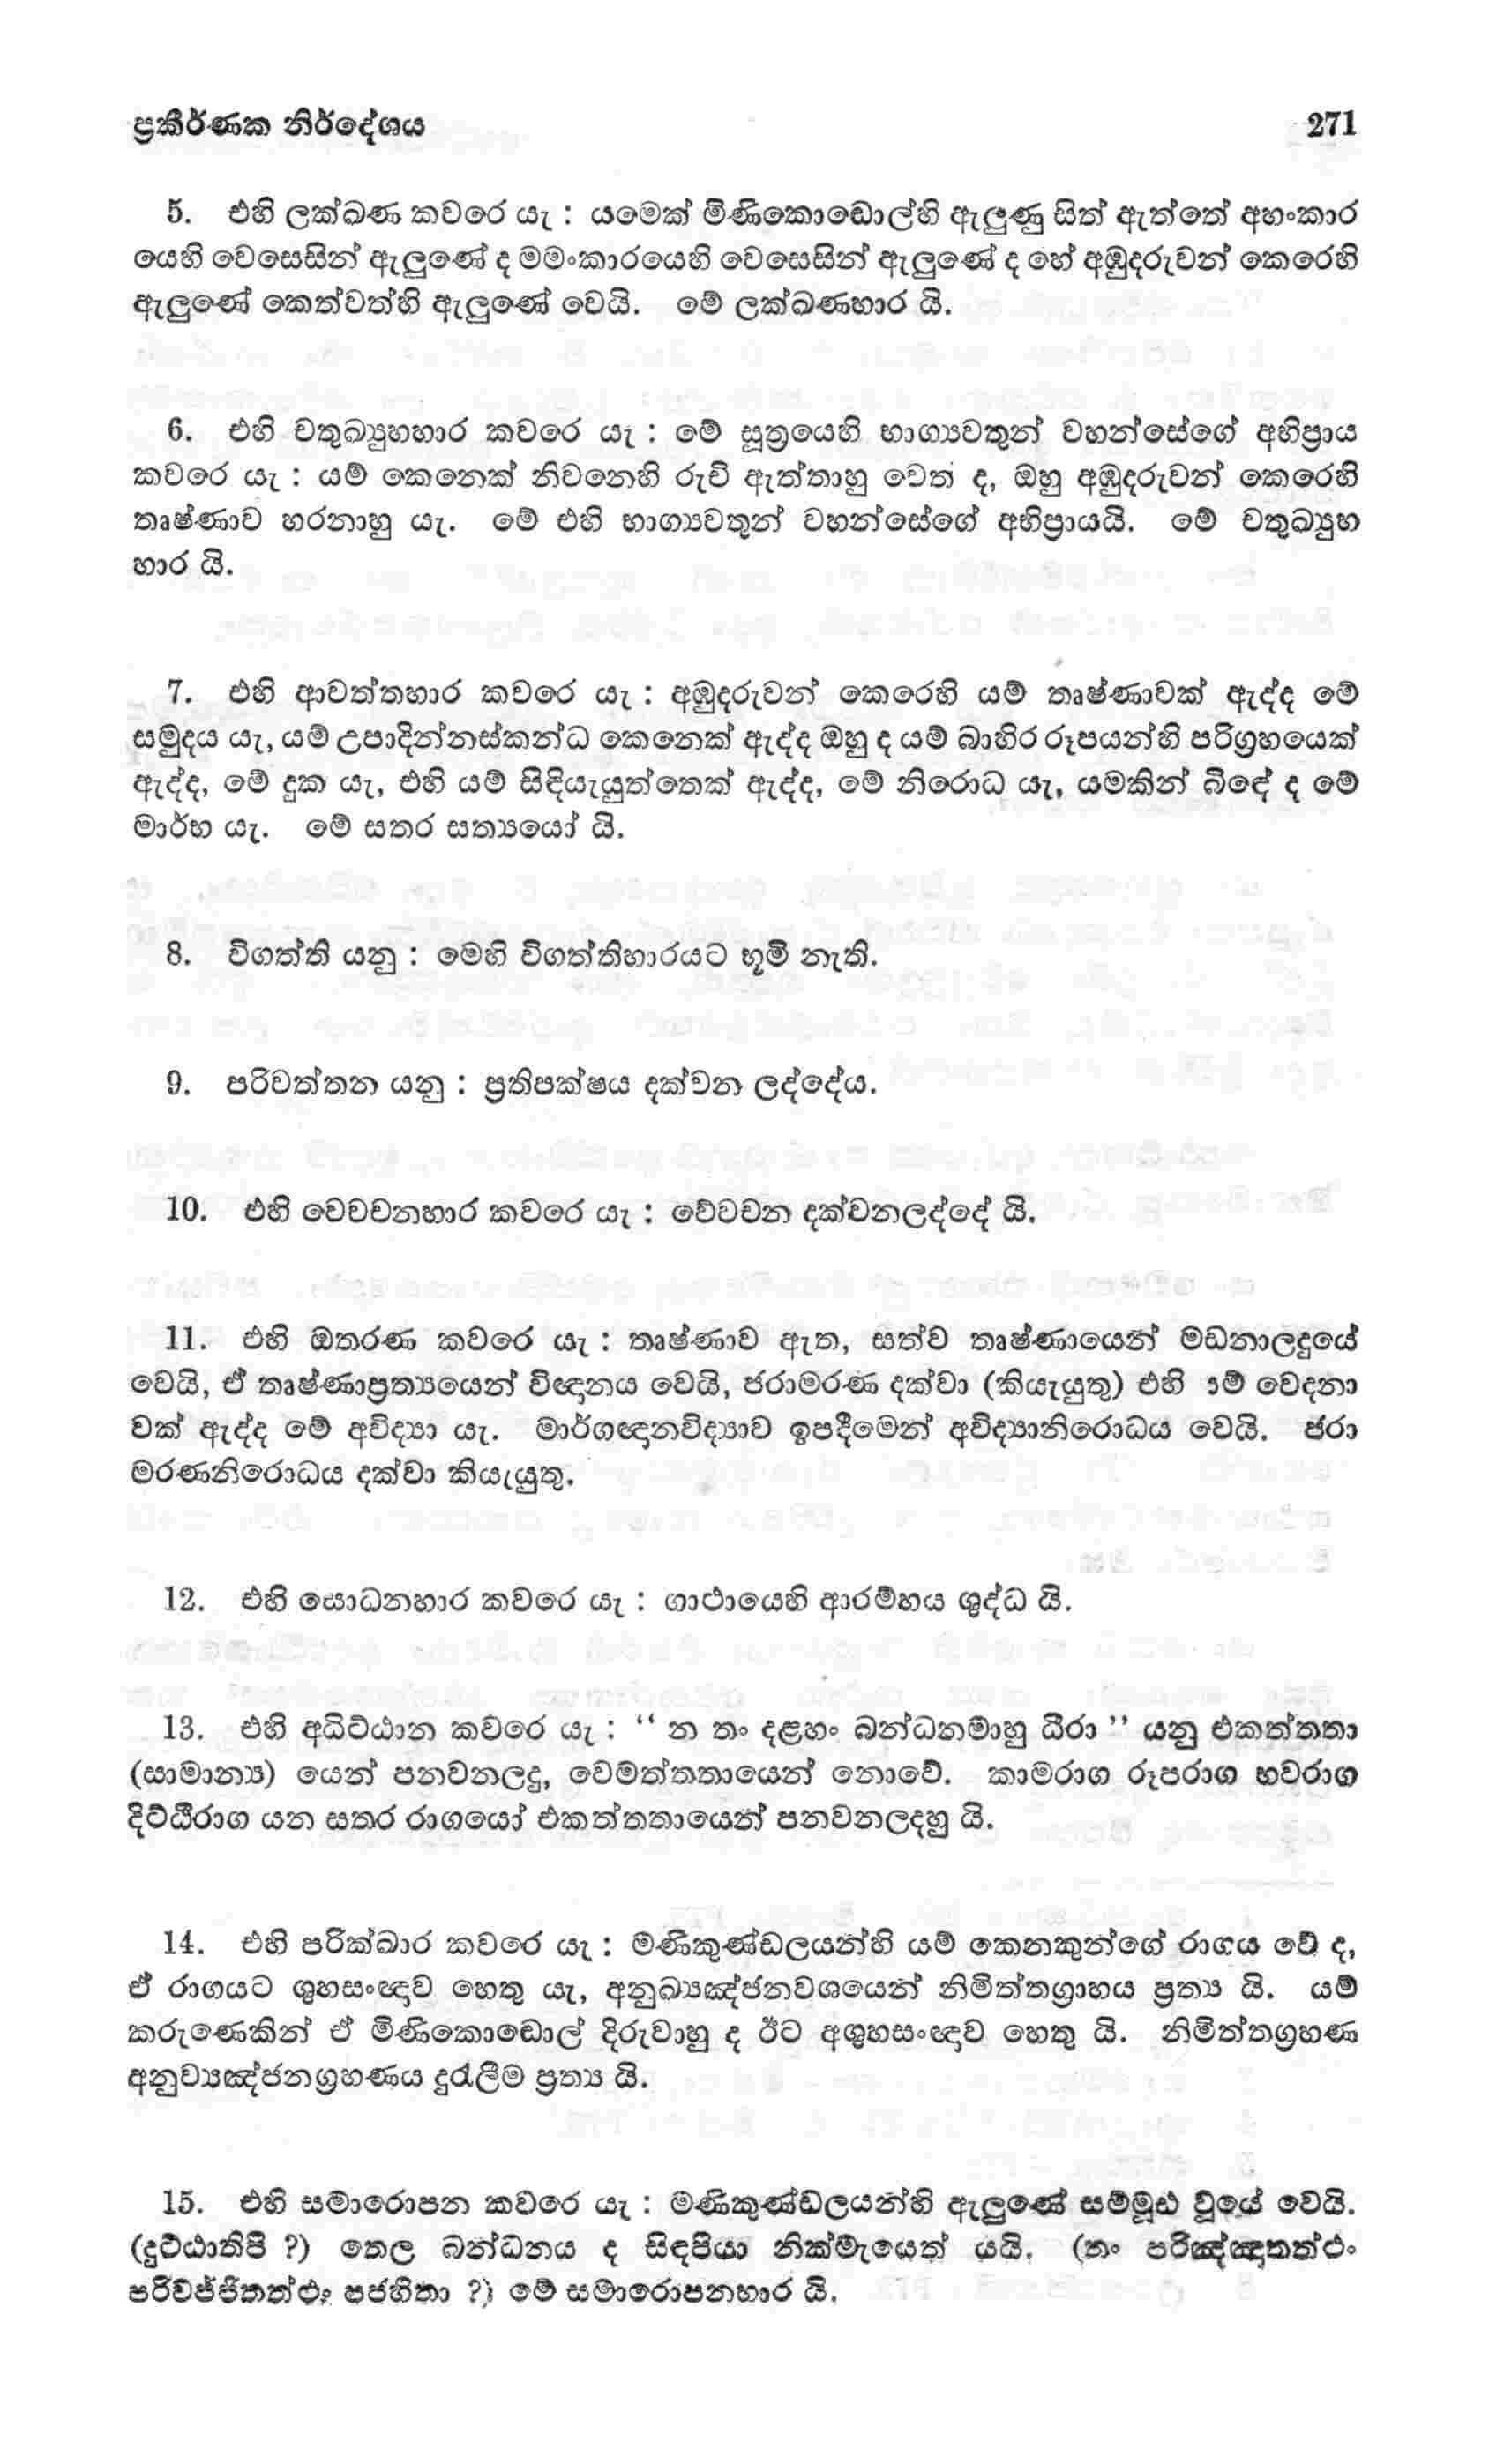 ප්‍රකීර්ණක නිර්දේශය 271
5. එහි ලක්ඛණ කවරෙ යැ : යමෙක් මිණිකොඬොල්හි ඇලුණු සිත් ඇත්තේ අහංකාර
යෙහි වෙසෙසින් ඇලුණේ ද මමංකාරයෙහි වෙසෙසින් ඇලුණේ ද හේ අඹුදරුවන් කෙරෙහි
ඇලුණේ කෙත්වත්හි ඇලුණේ වෙයි. මේ ලක්ඛණහාර යි.
6. එහි චතුබ්‍යුහහාර කවරෙ යැ : මේ සූත්‍රයෙහි භාග්‍යවතුන් වහන්සේගේ අභිප්‍රාය
කවරෙ යැ : යම් කෙනෙක් නිවනෙහි රුචි ඇත්තාහු වෙත් ද, ඔහු අඹුදරුවන් කෙරෙහි
තෘෂ්ණාව හරනාහු යැ. මේ එහි භාග්‍යවතුන් වහන්සේගේ අභිප්‍රායයි. මේ චතුබ්‍යුහ
හාර යි.
7. එහි ආවත්තහාර කවරෙ යැ : අඹුදරුවන් කෙරෙහි යම් තෘෂ්ණාවක් ඇද්ද මේ
සමුදය යැ, යම් උපාදින්නස්කන්ධ කෙනෙක් ඇද්ද ඔහු ද යම් බාහිර රූපයන්හි පරිග්‍රහයෙක්
ඇද්ද, මේ දුක යැ, එහි යම් සිඳියැයුත්තෙක් ඇද්ද, මේ නිරොධ යැ, යමකින් බිඳේ ද මේ
මාර්ග යැ. මේ සතර සත්‍යයෝ යි.
8. විගත්ති යනු : මෙහි විගත්තිහාරයට භූමි නැති.
9. පරිවත්තන යනු : ප්‍රතිපක්ෂය දක්වන ලද්දේය.
10. එහි වෙවචනහාර කවරෙ යැ : වේවචන දක්වනලද්දේ යි.
11. එහි ඔතරණ කවරෙ යැ : තෘෂ්ණාව ඇත, සත්ව තෘෂ්ණායෙන් මඩනාලදුයේ
වෙයි, ඒ තෘෂ්ණාප්‍රත්‍යයෙන් විඥානය වෙයි, ජරාමරණ දක්වා (කියැයුතු) එහි යම් වෙදනා
වක් ඇද්ද මේ අවිද්‍යා යැ. මාර්ගඥානවිද්‍යාව ඉපදීමෙන් අවිද්‍යානිරොධය වෙයි. ජරා
මරණනිරොධය දක්වා කියැයුතු.
12. එහි සොධනහාර කවරෙ යැ : ගාථායෙහි ආරම්භය ශුද්ධ යි.
13. එහි අධිට්ඨාන කවරෙ යැ : “ න තං දළහං බන්ධනමාහු ධීරා ” යනු එකත්තතා
(සාමාන්‍ය) යෙන් පනවනලදු, වෙමත්තතායෙන් නොවේ. කාමරාග රූපරාග භවරාග
දිට්ඨිරාග යන සතර රාගයෝ එකත්තතායෙන් පනවනලදහු යි.
14. එහි පරික්ඛාර කවරෙ යැ : මණිකුණ්ඩලයන්හි යම් කෙනකුන්ගේ රාගය වේ ද,
ඒ රාගයට ශුභසංඥාව හෙතු යැ, අනුබ්‍යඤ්ජනවශයෙන් නිමිත්තග්‍රාහය ප්‍රත්‍ය යි. යම්
කරුණෙකින් ඒ මිණිකොඬොල් දිරුවාහු ද ඊට අශුභසංඥාව හෙතු යි. නිමිත්තග්‍රහණ
අනුව්‍යඤ්ජනග්‍රහණය දුරැලීම ප්‍රත්‍ය යි.
15. එහි සමාරොපන කවරෙ යැ : මණිකුණ්ඩලයන්හි ඇලුණේ සම්මූඪ වූයේ වෙයි.
(දුට්ඨාතිපි ?) තෙල බන්ධනය ද සිඳපියා නික්මැයෙත් යයි. (තං පරිඤ්ඤාතත්ථං
පරිවජ්ජිතත්ථං පජහිතා ?) මේ සමාරොපනහාර යි.